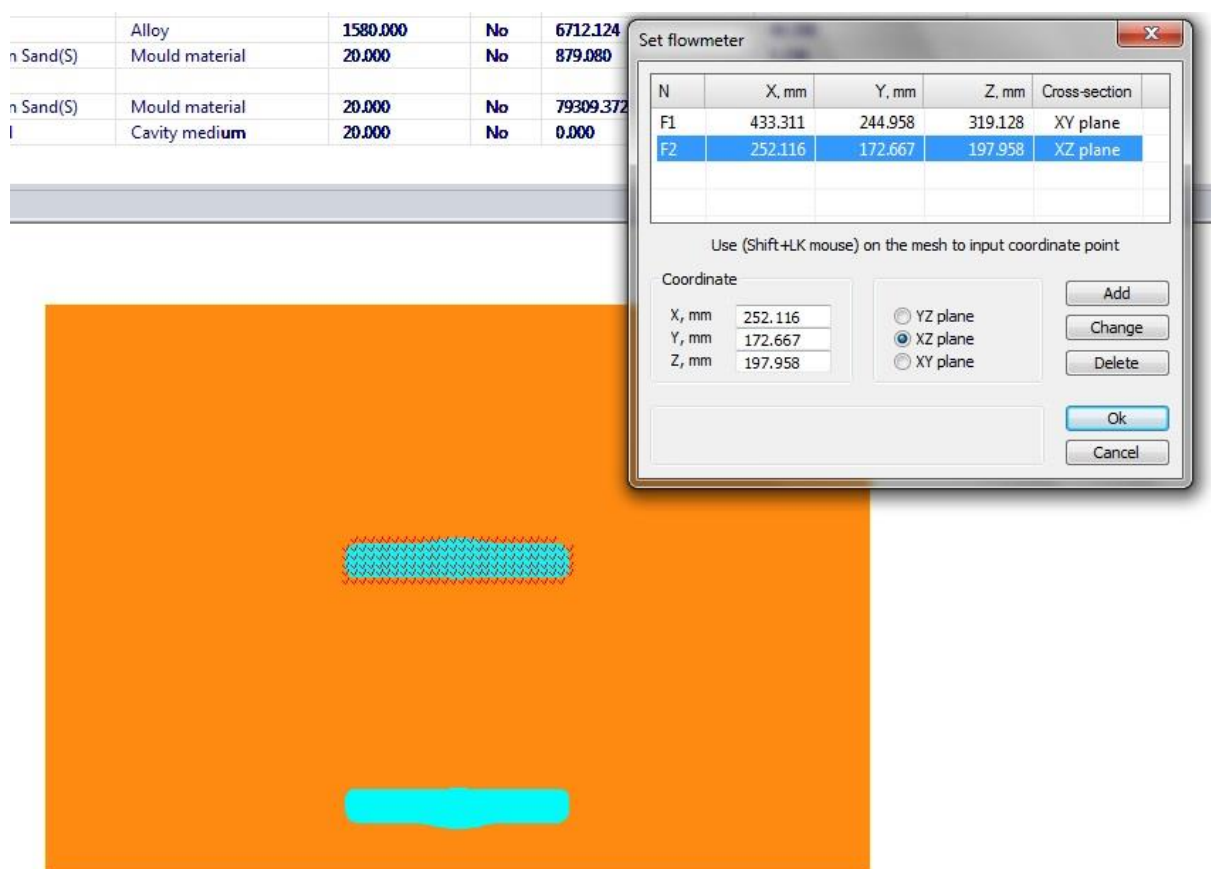 Alloy 1580.000 No 6712.124
n Sand(S) Mould material 20.000 No 879.080
n Sand(S) Mould material 20.000 No 79309.372
Cavity medium 20.000 No 0.000
Set flowmeter
N X, mm Y, mm Z, mm Cross-section
F1 433.311 244.958 319.128 XY plane
F2 252.116 172.667 197.958 XZ plane
Use (Shift+LK mouse) on the mesh to input coordinate point
Coordinate
X, mm 252.116
Y, mm 172.667
Z, mm 197.958
YZ plane
XZ plane
XY plane
Add
Change
Delete
Ok
Cancel